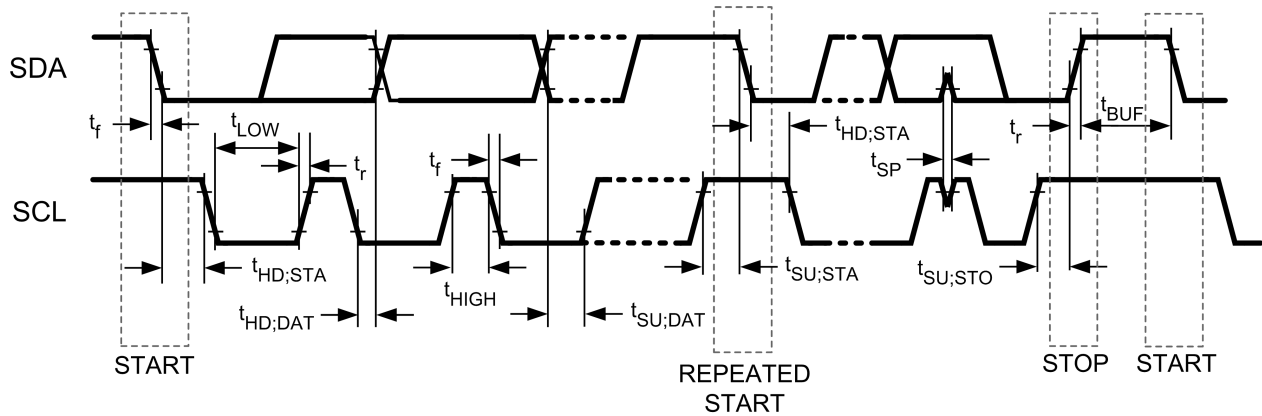 SDA
t_f
t_LOW
t_r
t_f
t_HD;STA
t_SP
t_r
t_BUF
SCL
t_HD;STA
t_HD;DAT
t_HIGH
t_SU;DAT
t_SU;STA
t_SU;STO
START
REPEATED
START
STOP
START